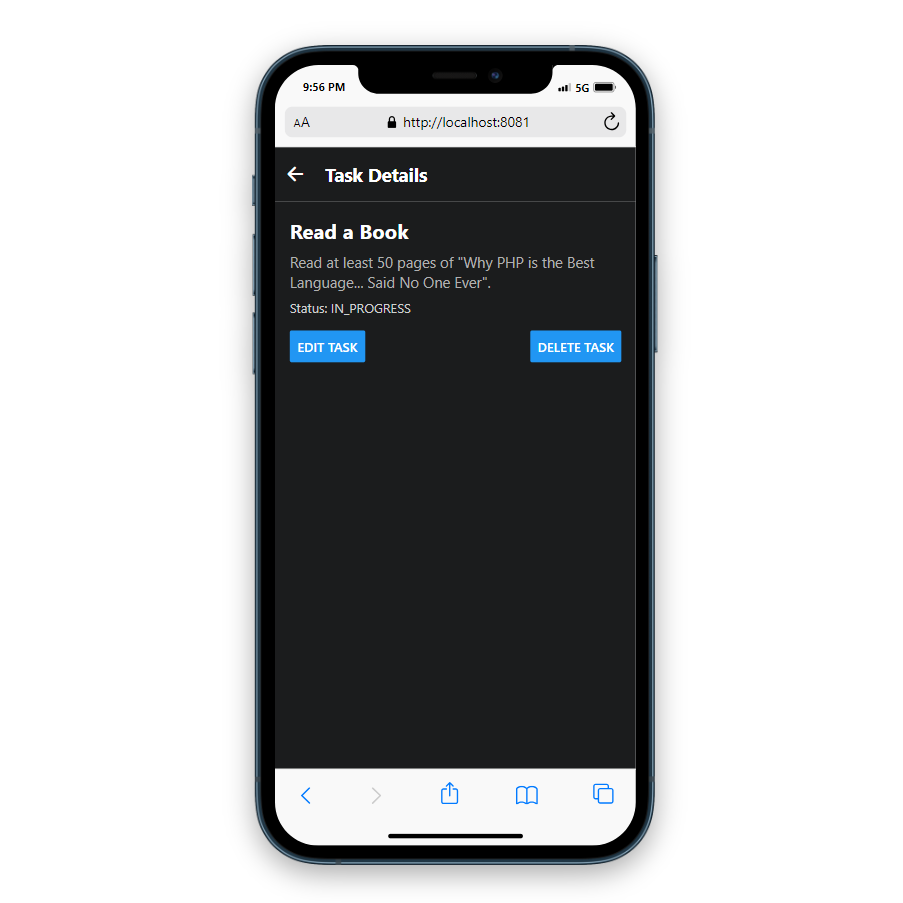 9:56 PM
5G
AA
http://localhost:8081
Task Details
Read a Book
Read at least 50 pages of "Why PHP is the Best
Language... Said No One Ever".
Status: IN_PROGRESS
EDIT TASK
DELETE TASK